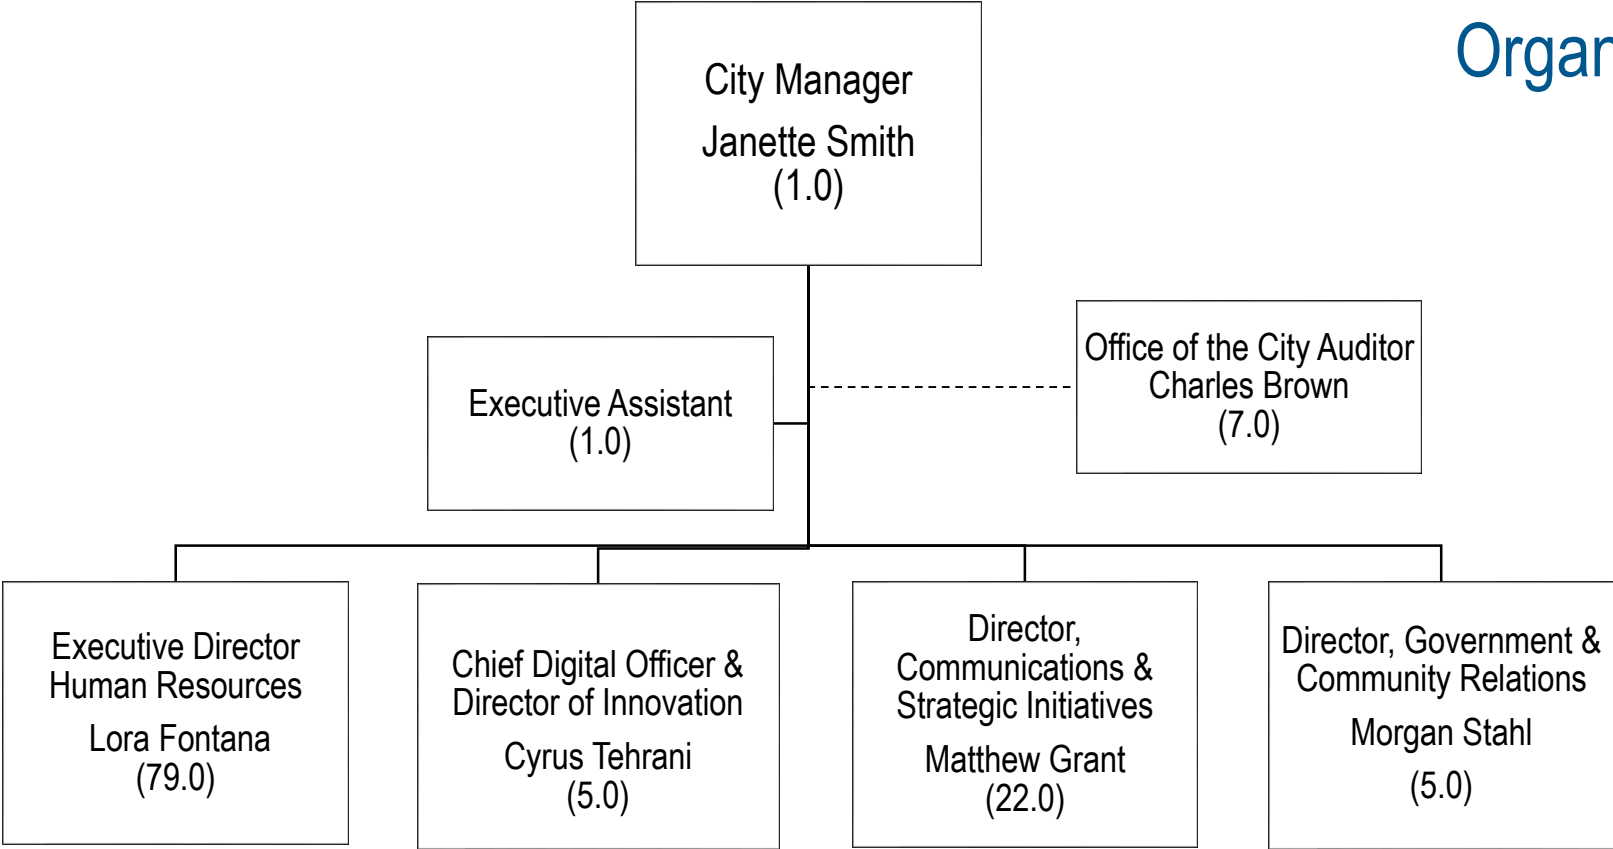 Organ
City Manager
Janette Smith
(1.0)
Executive Assistant
(1.0)
Office of the City Auditor
Charles Brown
(7.0)
Executive Director
Human Resources
Lora Fontana
(79.0)
Chief Digital Officer &
Director of Innovation
Cyrus Tehrani
(5.0)
Director,
Communications &
Strategic Initiatives
Matthew Grant
(22.0)
Director, Government &
Community Relations
Morgan Stahl
(5.0)